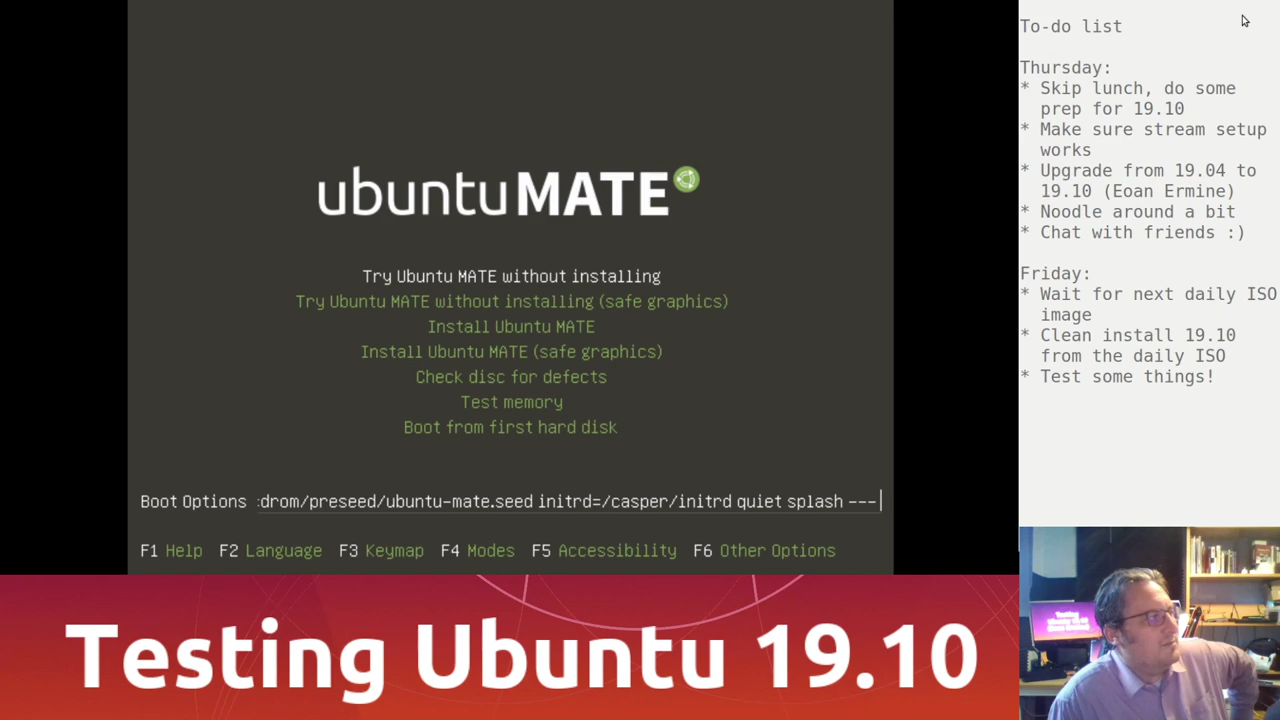 ubuntu MATE
Try Ubuntu MATE without installing
Try Ubuntu MATE without installing (safe graphics)
Install Ubuntu MATE
Install Ubuntu MATE (safe graphics)
Check disc for defects
Test memory
Boot from first hard disk
Boot Options :drom/preseed/ubuntu-mate.seed initrd=/casper/initrd quiet splash ---
F1 Help F2 Language F3 Keymap F4 Modes F5 Accessibility F6 Other Options
Testing Ubuntu 19.10
To-do list
Thursday:
* Skip lunch, do some
prep for 19.10
* Make sure stream setup
works
* Upgrade from 19.04 to
19.10 (Eoan Ermine)
* Noodle around a bit
* Chat with friends :)
Friday:
* Wait for next daily ISO
image
* Clean install 19.10
from the daily ISO
* Test some things!